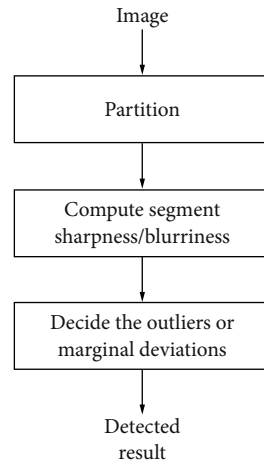 Image
Partition
Compute segment
sharpness/blurriness
Decide the outliers or
marginal deviations
Detected
result